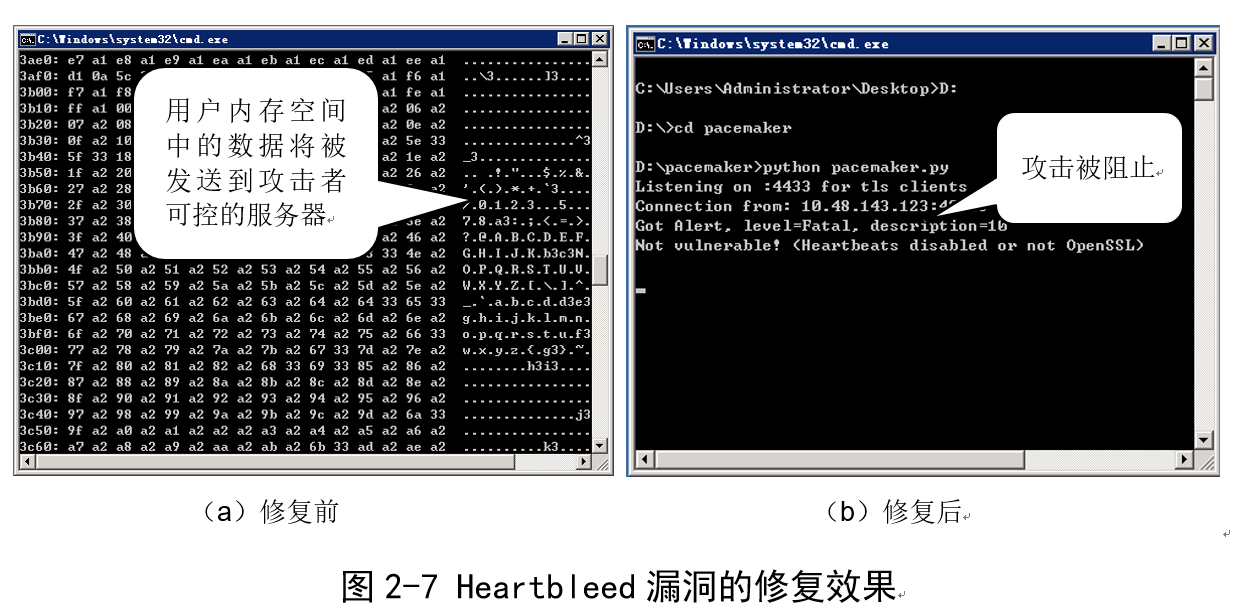 C:\Windows\system32\cmd.exe
3ae0: e7 a1 e8 a1 e9 a1 ea a1 eb a1 ec a1 ed a1 ee a1 ................
3af0: d1 0a 5c a1 f6 a1 ..\3......]3....
3b00: f7 a1 f8 a1 fe a1 ................
3b10: ff a1 00 a2 06 a2 ................
3b20: 07 a2 08 a2 0e a2 ................
3b30: 0f a2 10 a2 5e 33 ..............^3
3b40: 5f 33 18 a2 1e a2 _3..............
3b50: 1f a2 20 a2 26 a2 .. .!."...$.%.&.
3b60: 27 a2 28 '.(.).*.+.`3....
3b70: 2f a2 30 /.0.1.2.3...5...
3b80: 37 a2 38 a2 7.8.a3:.;.<.=.>.
3b90: 3f a2 40 a2 46 a2 ?.@.A.B.C.D.E.F.
3ba0: 47 a2 48 33 4e a2 G.H.I.J.K.b3c3N.
3bb0: 4f a2 50 a2 51 a2 52 a2 53 a2 54 a2 55 a2 56 a2 O.P.Q.R.S.T.U.V.
3bc0: 57 a2 58 a2 59 a2 5a a2 5b a2 5c a2 5d a2 5e a2 W.X.Y.Z.[.\.].^.
3bd0: 5f a2 60 a2 61 a2 62 a2 63 a2 64 a2 64 33 65 33 _.`.a.b.c.d.d3e3
3be0: 67 a2 68 a2 69 a2 6a a2 6b a2 6c a2 6d a2 6e a2 g.h.i.j.k.l.m.n.
3bf0: 6f a2 70 a2 71 a2 72 a2 73 a2 74 a2 75 a2 66 33 o.p.q.r.s.t.u.f3
3c00: 77 a2 78 a2 79 a2 7a a2 7b a2 67 33 7d a2 7e a2 w.x.y.z.{.g3}.~.
3c10: 7f a2 80 a2 81 a2 82 a2 68 33 69 33 85 a2 86 a2 ........h3i3....
3c20: 87 a2 88 a2 89 a2 8a a2 8b a2 8c a2 8d a2 8e a2 ................
3c30: 8f a2 90 a2 91 a2 92 a2 93 a2 94 a2 95 a2 96 a2 ................
3c40: 97 a2 98 a2 99 a2 9a a2 9b a2 9c a2 9d a2 6a 33 ..............j3
3c50: 9f a2 a0 a2 a1 a2 a2 a2 a3 a2 a4 a2 a5 a2 a6 a2 ................
3c60: a7 a2 a8 a2 a9 a2 aa a2 ab a2 6b 33 ad a2 ae a2 ..........k3....
用户内存空间
中的数据将被
发送到攻击者
可控的服务器
C:\Windows\system32\cmd.exe
C:\Users\Administrator\Desktop>D:
D:\>cd pacemaker
D:\pacemaker>python pacemaker.py
Listening on :4433 for tls clients
Connection from: 10.48.143.123:4
Got Alert, level=Fatal, description=10
Not vulnerable! (Heartbeats disabled or not OpenSSL)
攻击被阻止
（a）修复前
（b）修复后
图 2-7 Heartbleed 漏洞的修复效果